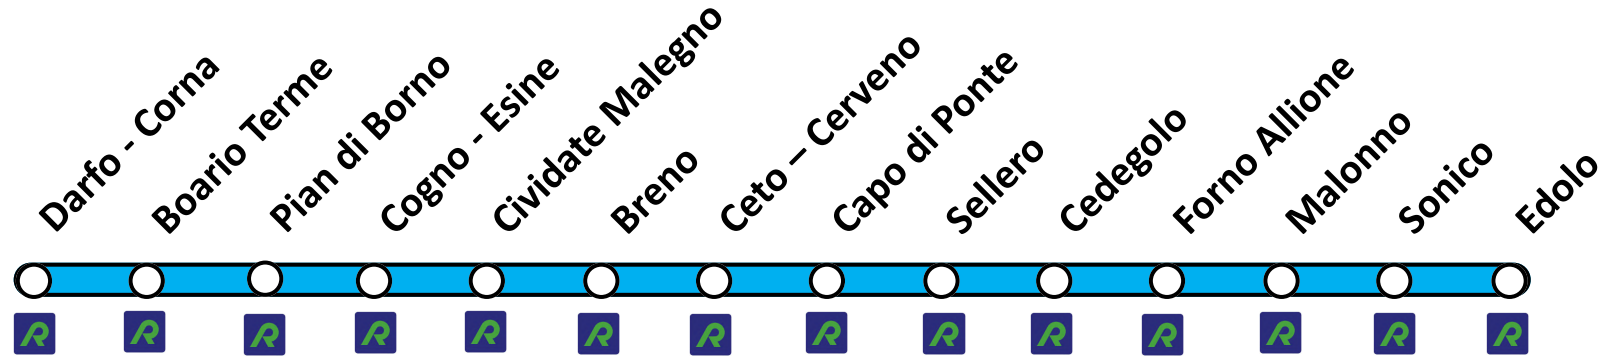 Darfo - Corna
Boario Terme
Pian di Borno
Cogno - Esine
Cividate Malegno
Breno
Ceto – Cerveno
Capo di Ponte
Sellero
Cedegolo
Forno Allione
Malonno
Sonico
Edolo
R
R
R
R
R
R
R
R
R
R
R
R
R
R